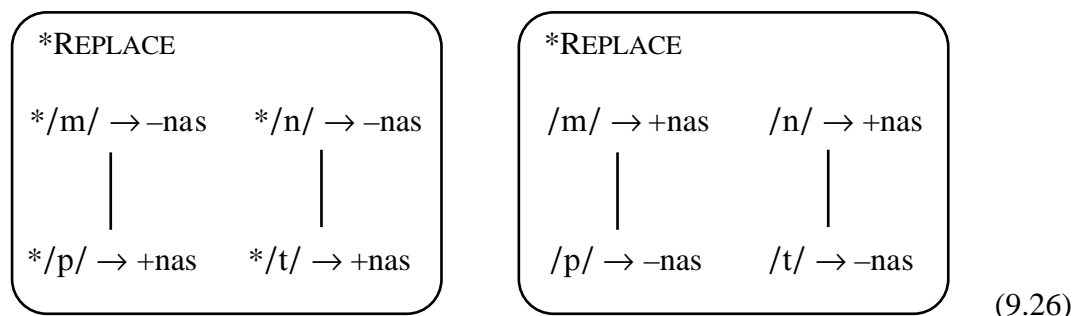 *REPLACE *REPLACE
*/m/ → –nas */n/ → –nas /m/ → +nas /n/ → +nas
*/p/ → +nas */t/ → +nas /p/ → –nas /t/ → –nas
(9.26)